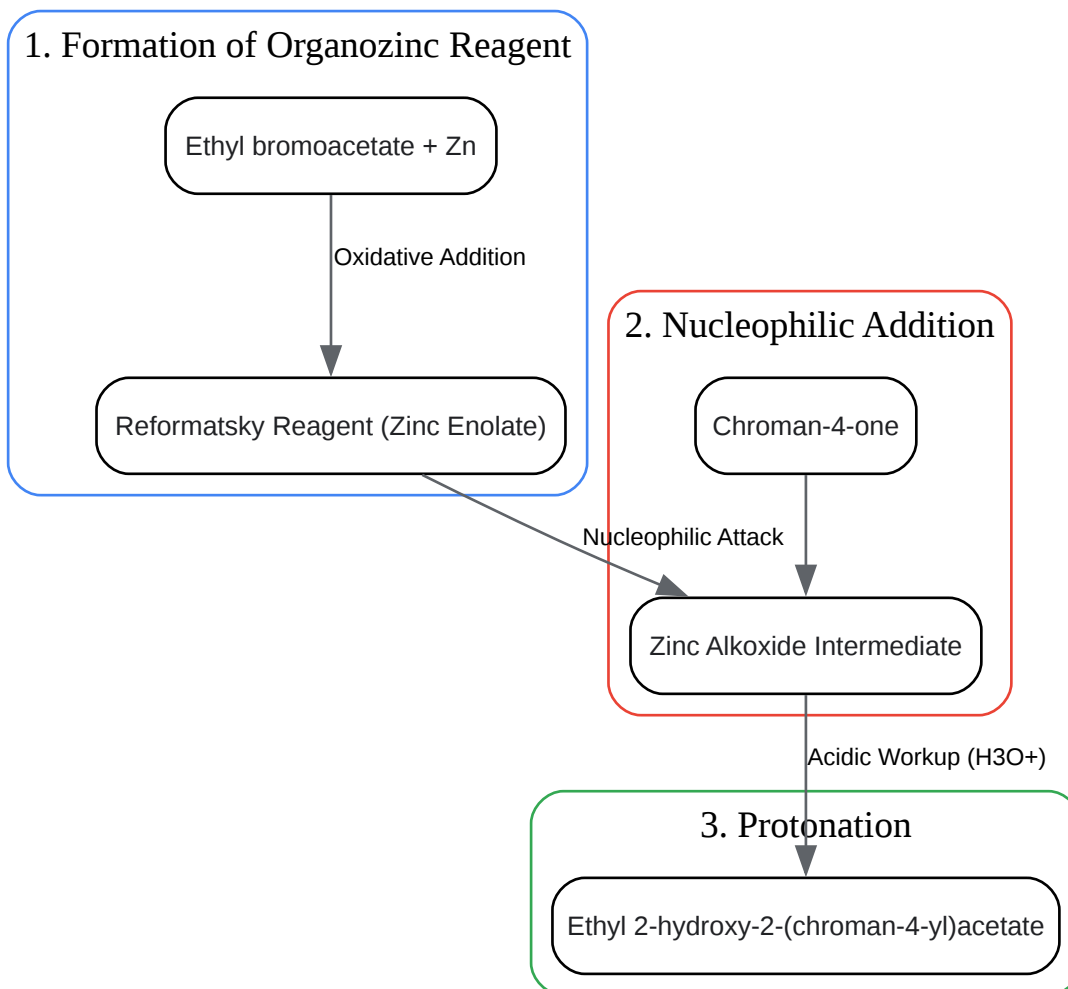 1. Formation of Organozinc Reagent
Ethyl bromoacetate + Zn
Oxidative Addition
Reformatsky Reagent (Zinc Enolate)
2. Nucleophilic Addition
Chroman-4-one
Nucleophilic Attack
Zinc Alkoxide Intermediate
Acidic Workup (H3O+)
3. Protonation
Ethyl 2-hydroxy-2-(chroman-4-yl)acetate